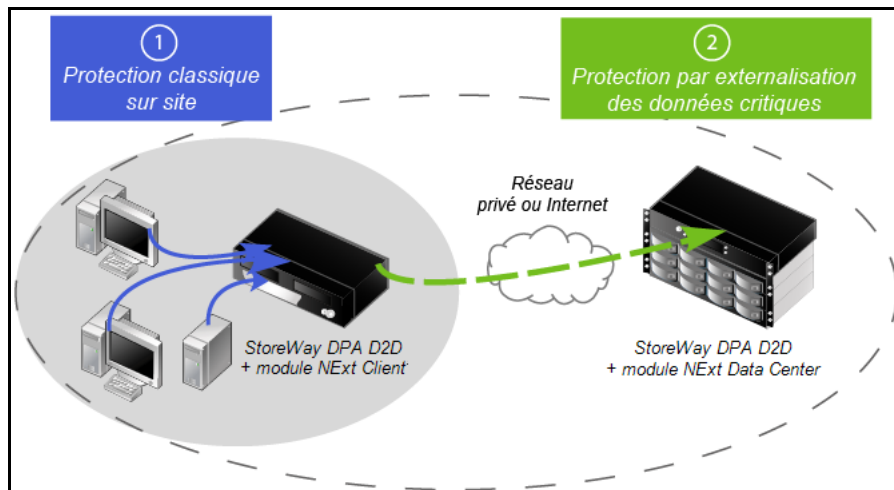 1
Protection classique
sur site
2
Protection par externalisation
des données critiques
Réseau
privé ou Internet
StoreWay DPA D2D
+ module NExt Client
StoreWay DPA D2D
+ module NExt Data Center